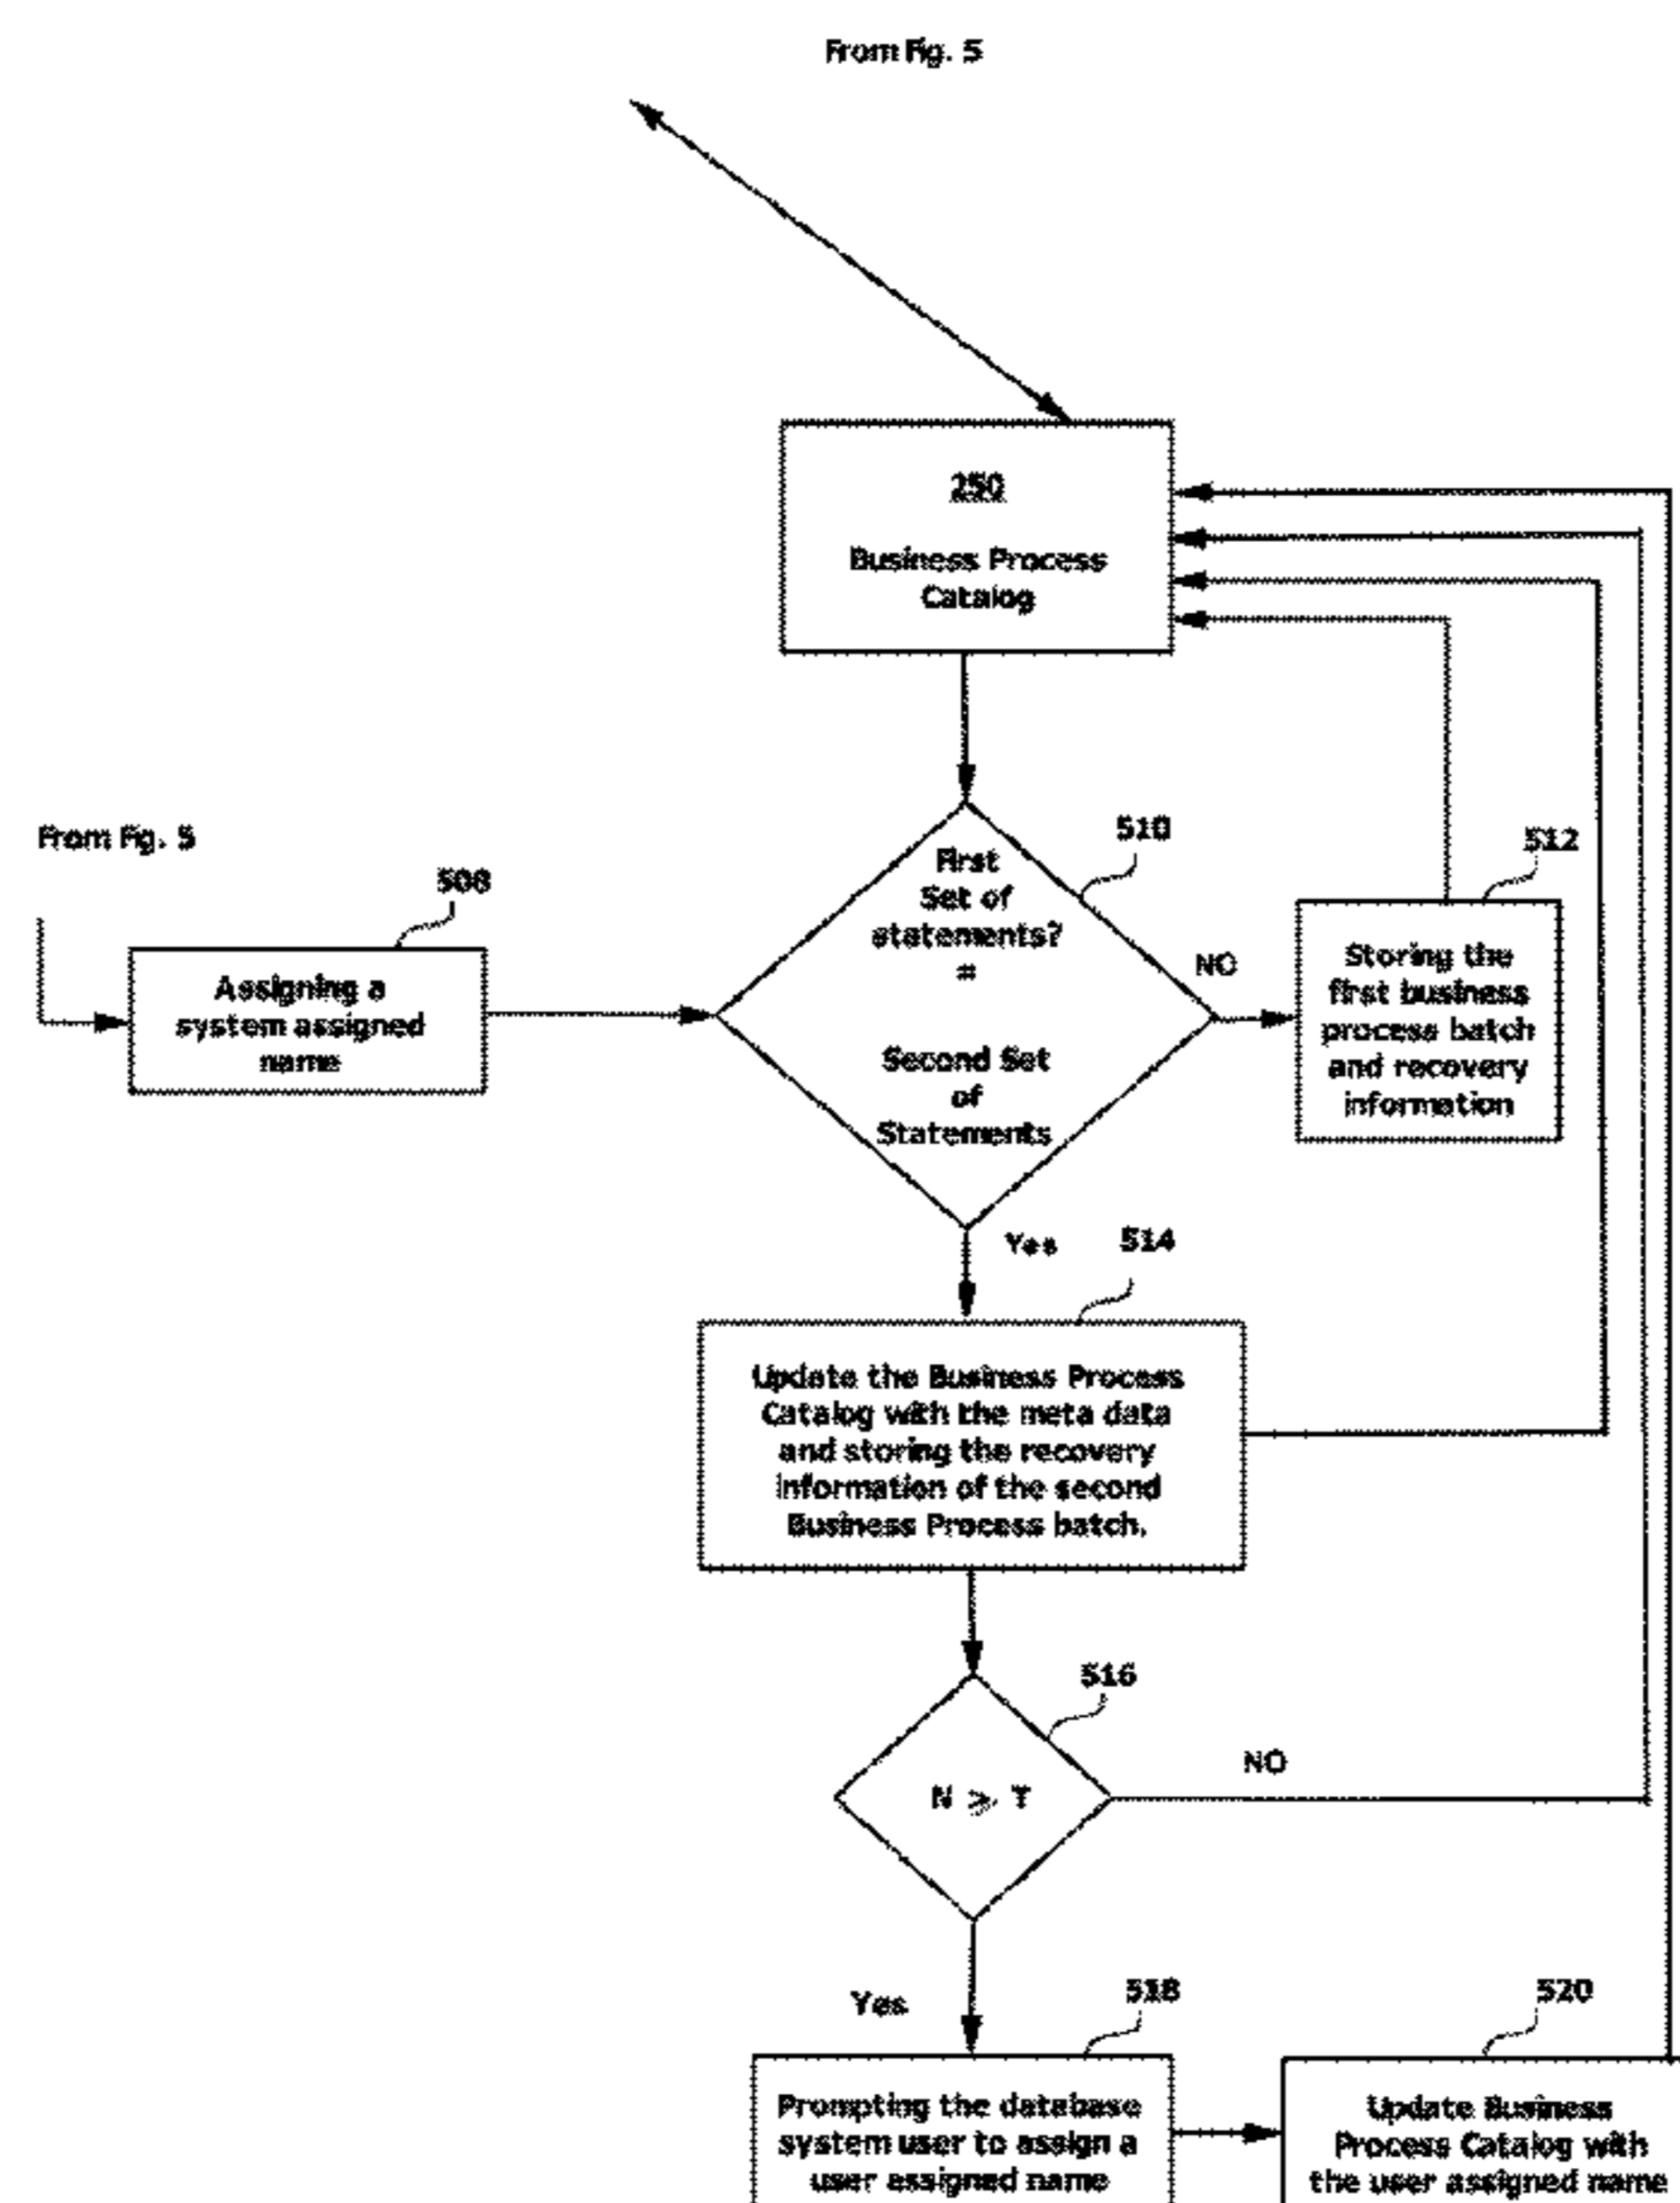 From Fig. 5
250
Business Process
Catalog
From Fig. 5
508
Assigning a
system assigned
name
510
First
Set of
statements?
=
Second Set
of
Statements
NO
512
Storing the
first business
process batch
and recovery
information
Yes
514
Update the Business Process
Catalog with the meta data
and storing the recovery
information of the second
Business Process batch.
516
N > T
NO
Yes
518
Prompting the database
system user to assign a
user assigned name
520
Update Business
Process Catalog with
the user assigned name